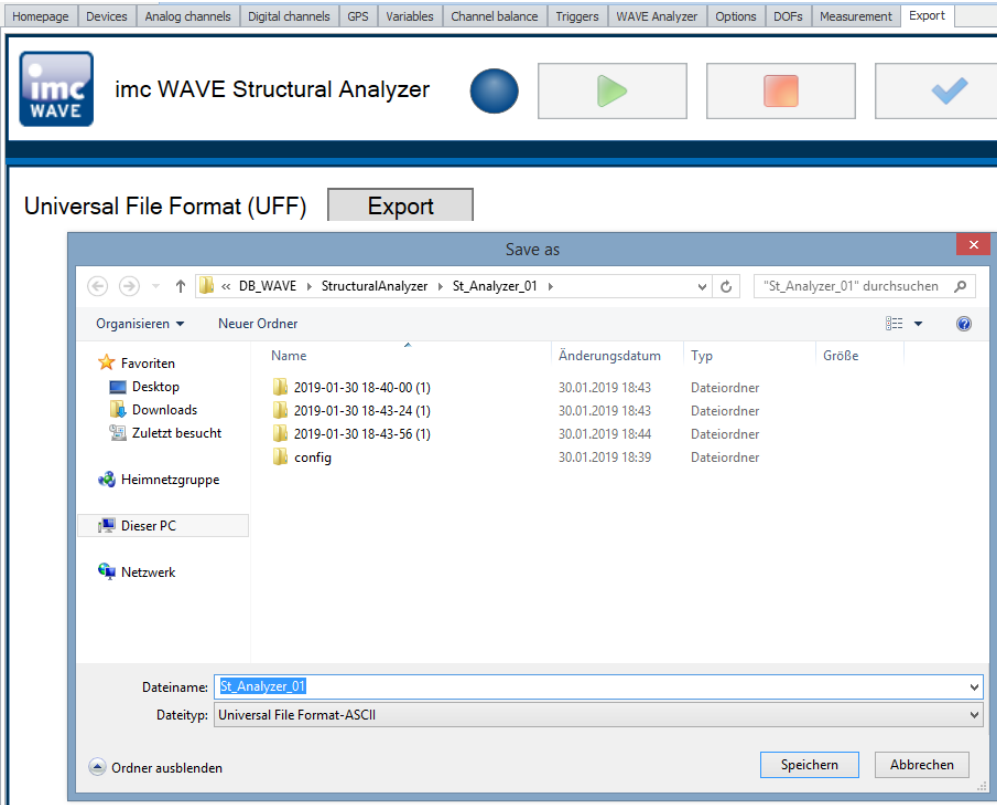 Homepage Devices Analog channels Digital channels GPS Variables Channel balance Triggers WAVE Analyzer Options DOFs Measurement Export
imc WAVE
imc WAVE Structural Analyzer
Universal File Format (UFF) Export
Save as
« DB_WAVE StructuralAnalyzer St_Analyzer_01 "St_Analyzer_01" durchsuchen
Organisieren Neuer Ordner
Name Änderungsdatum Typ Größe
Favoriten
Desktop 2019-01-30 18-40-00 (1) 30.01.2019 18:43 Dateiordner
Downloads 2019-01-30 18-43-24 (1) 30.01.2019 18:43 Dateiordner
Zuletzt besucht 2019-01-30 18-43-56 (1) 30.01.2019 18:44 Dateiordner
config 30.01.2019 18:39 Dateiordner
Heimnetzgruppe
Dieser PC
Netzwerk
Dateiname: St_Analyzer_01
Dateityp: Universal File Format-ASCII
Ordner ausblenden Speichern Abbrechen